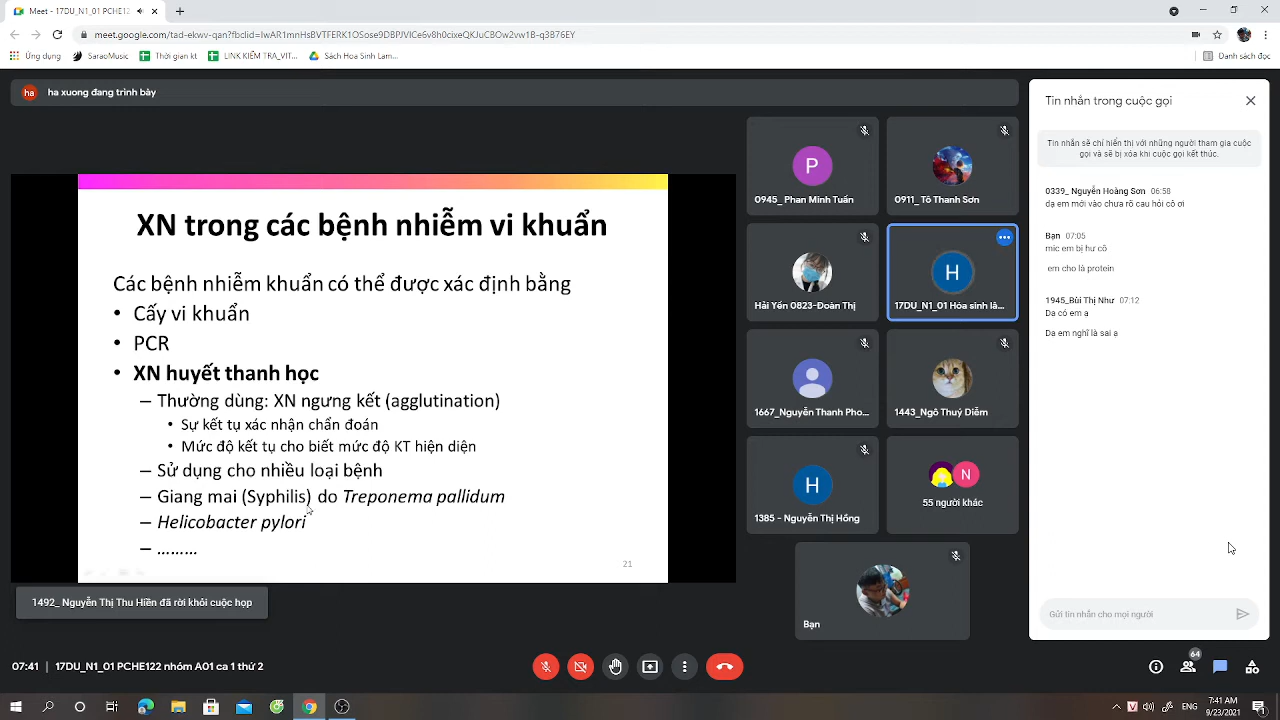 Meet - 17DU_N1_01 PCHE12
meet.google.com/tad-ekwv-qan?fbclid=IwAR1mnHsBVTFERK1OSose9D8PJVICe6v8h0cixeQKJuCBOw2vw1B-q3B76EY
Ứng dụng
SaraoMusic
Thời gian kt
LINK KIỂM TRA_VIT...
Sách Hoa Sinh Lam...
Danh sách đọc
ha
ha xuong đang trình bày
XN trong các bệnh nhiễm vi khuẩn
Các bệnh nhiễm khuẩn có thể được xác định bằng
• Cấy vi khuẩn
• PCR
• XN huyết thanh học
– Thường dùng: XN ngưng kết (agglutination)
• Sự kết tụ xác nhận chẩn đoán
• Mức độ kết tụ cho biết mức độ KT hiện diện
– Sử dụng cho nhiều loại bệnh
– Giang mai (Syphilis) do Treponema pallidum
– Helicobacter pylori
– ………
21
P
0945_ Phan Minh Tuấn
0911_ Tô Thanh Sơn
Hải Yến 0823-Đoàn Thị
H
17DU_N1_01 Hóa sinh lâ...
1667_Nguyễn Thanh Pho...
1443_Ngô Thuý Diễm
H
1385 - Nguyễn Thị Hồng
N
55 người khác
Bạn
Tin nhắn trong cuộc gọi
Tin nhắn sẽ chỉ hiển thị với những người tham gia cuộc
gọi và sẽ bị xóa khi cuộc gọi kết thúc.
0339_ Nguyễn Hoàng Sơn 06:58
dạ em mới vào chưa rõ cau hỏi cô ơi
Bạn 07:05
mic em bị hư cô
em cho là protein
1945_Bùi Thị Như 07:12
Dạ có em ạ
Dạ em nghĩ là sai ạ
Gửi tin nhắn cho mọi người
1492_ Nguyễn Thị Thu Hiền đã rời khỏi cuộc họp
07:41 | 17DU_N1_01 PCHE122 nhóm A01 ca 1 thứ 2
64
7:41 AM
9/23/2021